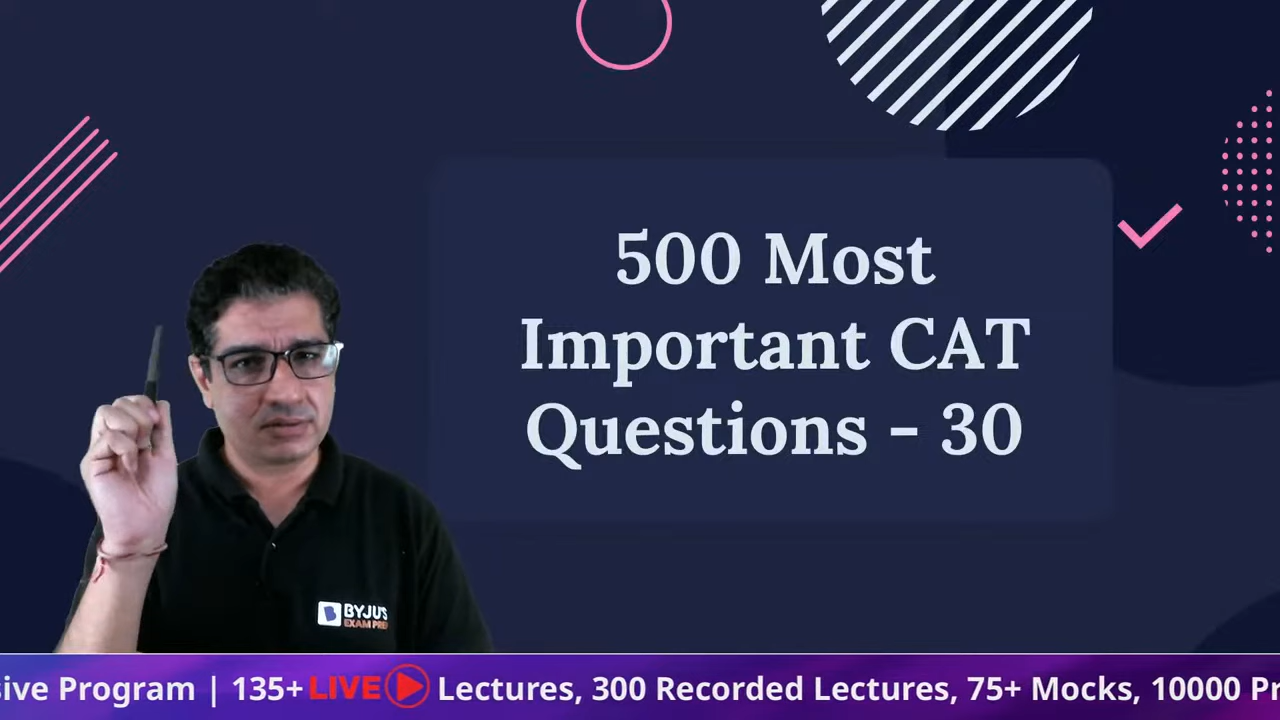 500 Most
Important CAT
Questions - 30
BYJU'S
EXAM PREP
sive Program | 135+ LIVE Lectures, 300 Recorded Lectures, 75+ Mocks, 10000 Pr